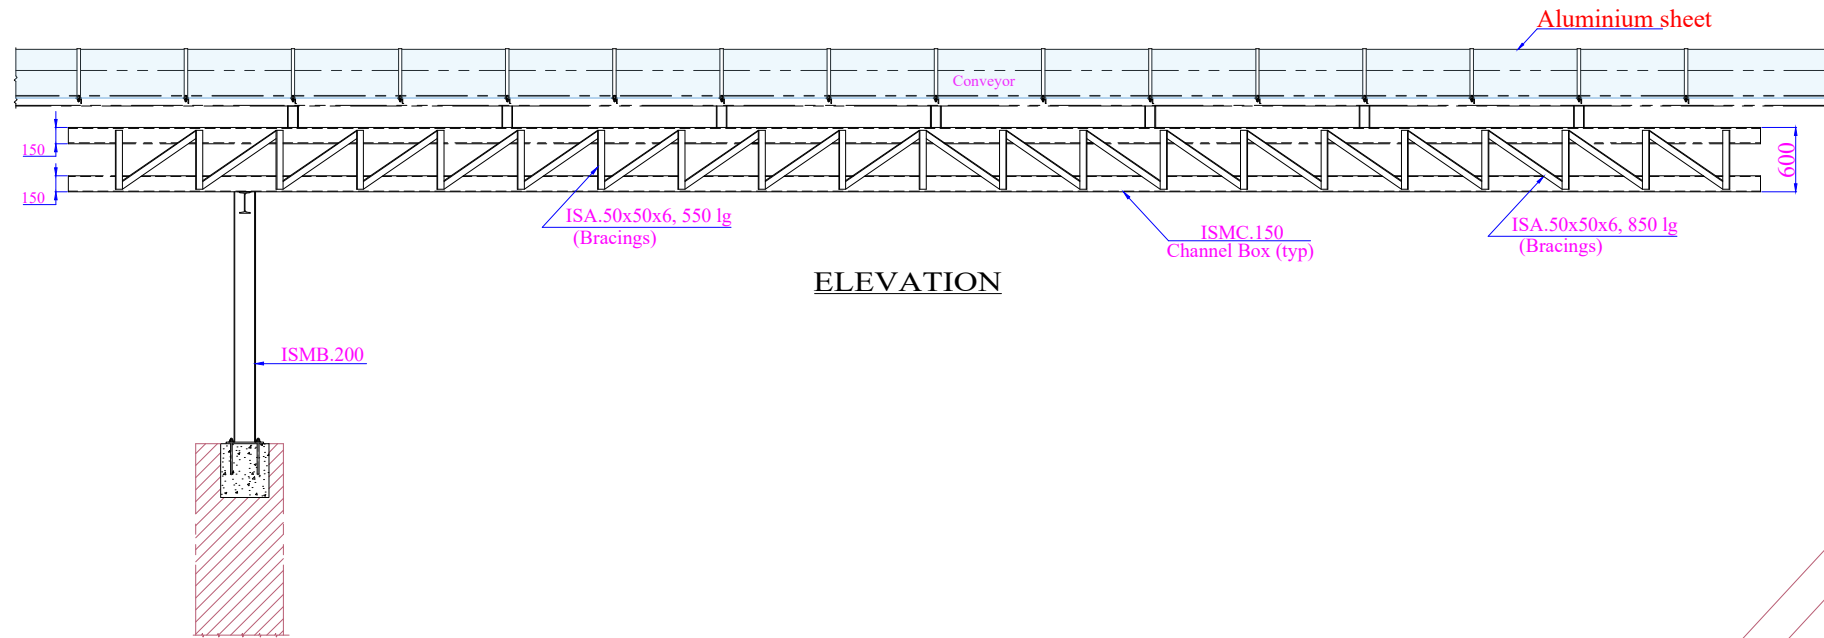 Aluminium sheet
Conveyor
150
600
150
ISA.50x50x6, 550 lg
(Bracings)
ISMC.150
Channel Box (typ)
ISA.50x50x6, 850 lg
(Bracings)
ELEVATION
ISMB.200